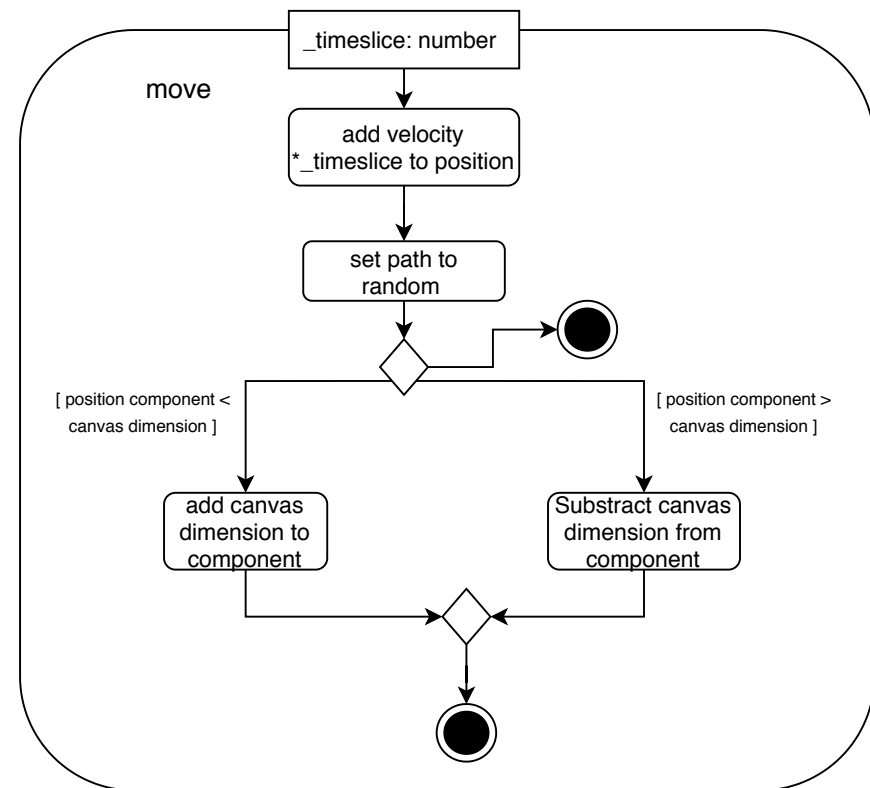 _timeslice: number
move
add velocity
*_timeslice to position
set path to
random
[ position component <
canvas dimension ]
[ position component >
canvas dimension ]
add canvas
dimension to
component
Substract canvas
dimension from
component